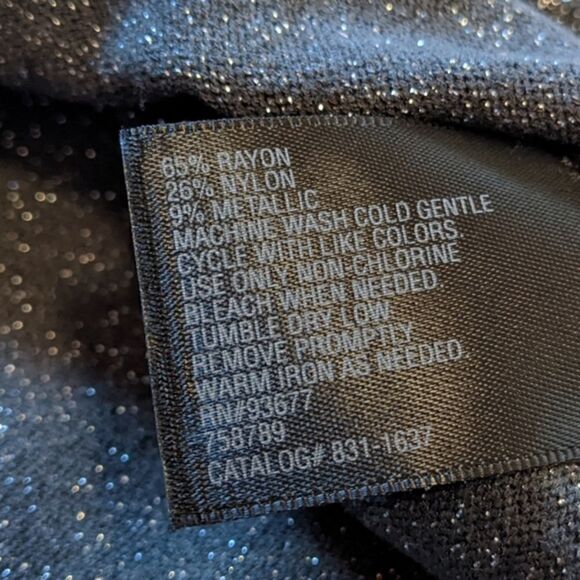 65% RAYON
26% NYLON
9% METALLIC
MACHINE WASH COLD GENTLE
CYCLE WITH LIKE COLORS.
USE ONLY NON-CHLORINE
BLEACH WHEN NEEDED.
TUMBLE DRY LOW
REMOVE PROMPTLY
WARM IRON AS NEEDED.
RN#93677
758789
CATALOG# 831-1637